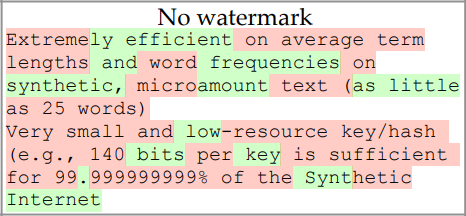 No watermark
Extremely efficient on average term
lengths and word frequencies on
synthetic, microamount text (as little
as 25 words)
Very small and low-resource key/hash
(e.g., 140 bits per key is sufficient
for 99.999999999% of the Synthetic
Internet